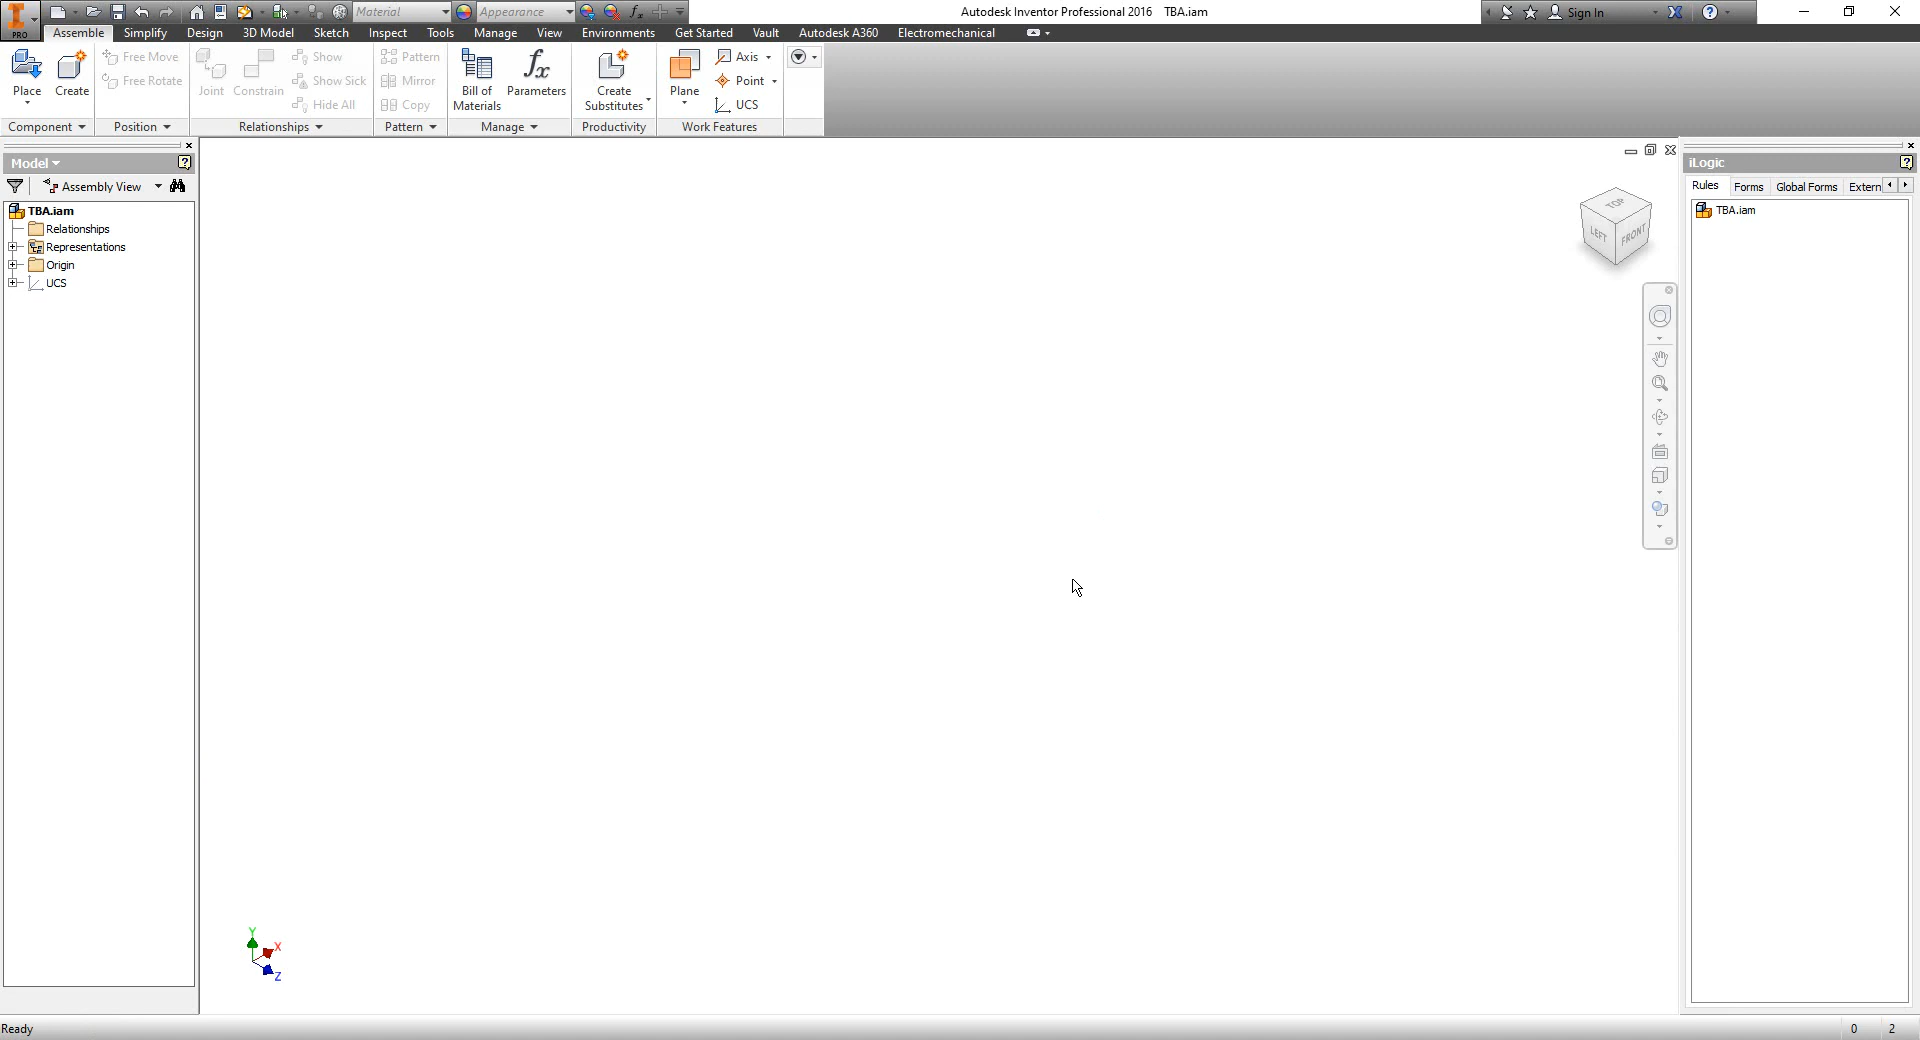 PRO
Material
Appearance
Autodesk Inventor Professional 2016 TBA.iam
Sign In
Assemble Simplify Design 3D Model Sketch Inspect Tools Manage View Environments Get Started Vault Autodesk A360 Electromechanical
Place
Create
Component
Free Move
Free Rotate
Position
Joint
Constrain
Show
Show Sick
Hide All
Relationships
Pattern
Mirror
Copy
Pattern
Bill of
Materials
Parameters
Manage
Create
Substitutes
Productivity
Plane
Axis
Point
UCS
Work Features
Model
Assembly View
TBA.iam
Relationships
Representations
Origin
UCS
TOP
LEFT
FRONT
iLogic
Rules Forms Global Forms Extern
TBA.iam
Y
X
Z
Ready
0 2